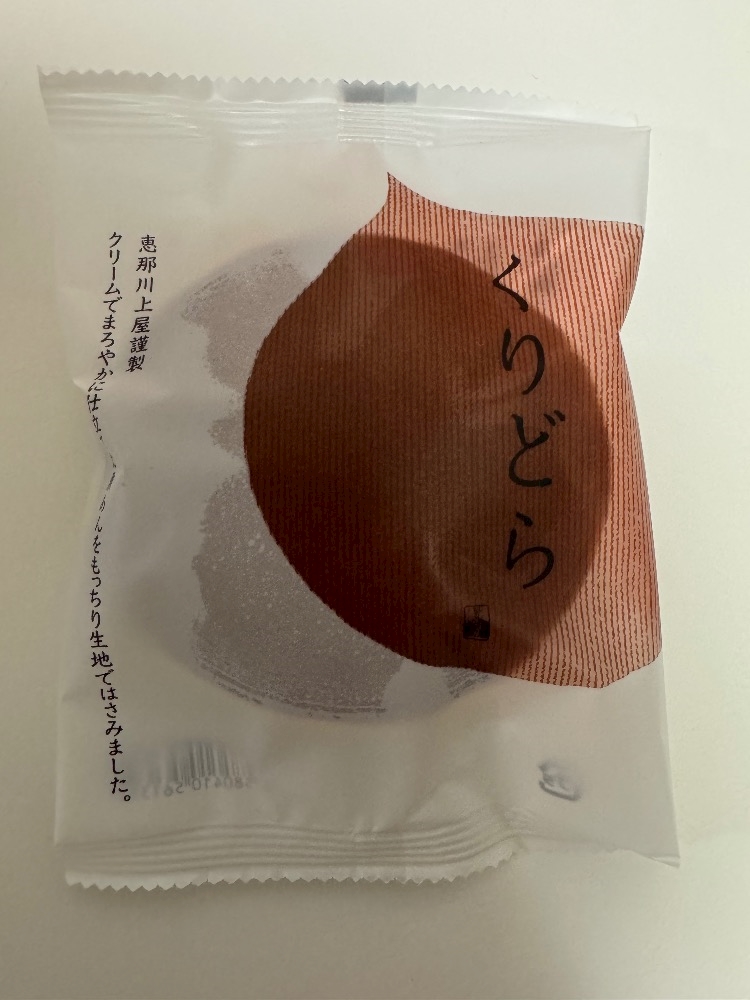 くりどら
恵那川上屋謹製
クリームでまろやかに仕立 んをもっちり生地ではさみました。